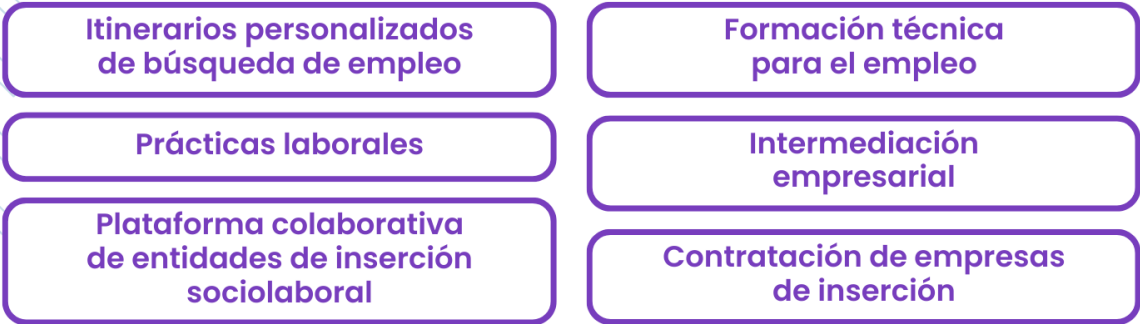 Itinerarios personalizados
de búsqueda de empleo
Prácticas laborales
Plataforma colaborativa
de entidades de inserción
sociolaboral
Formación técnica
para el empleo
Intermediación
empresarial
Contratación de empresas
de inserción